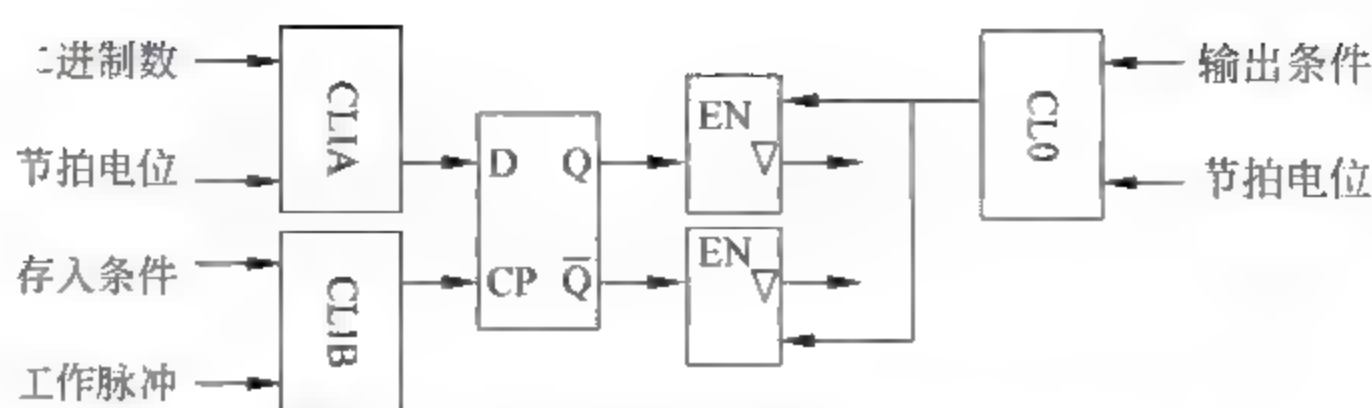 进制数
节拍电位
存入条件
工作脉冲
CL1A
CL1B
D
Q
CP
Q̅
EN
▽
EN
▽
CL0
输出条件
节拍电位